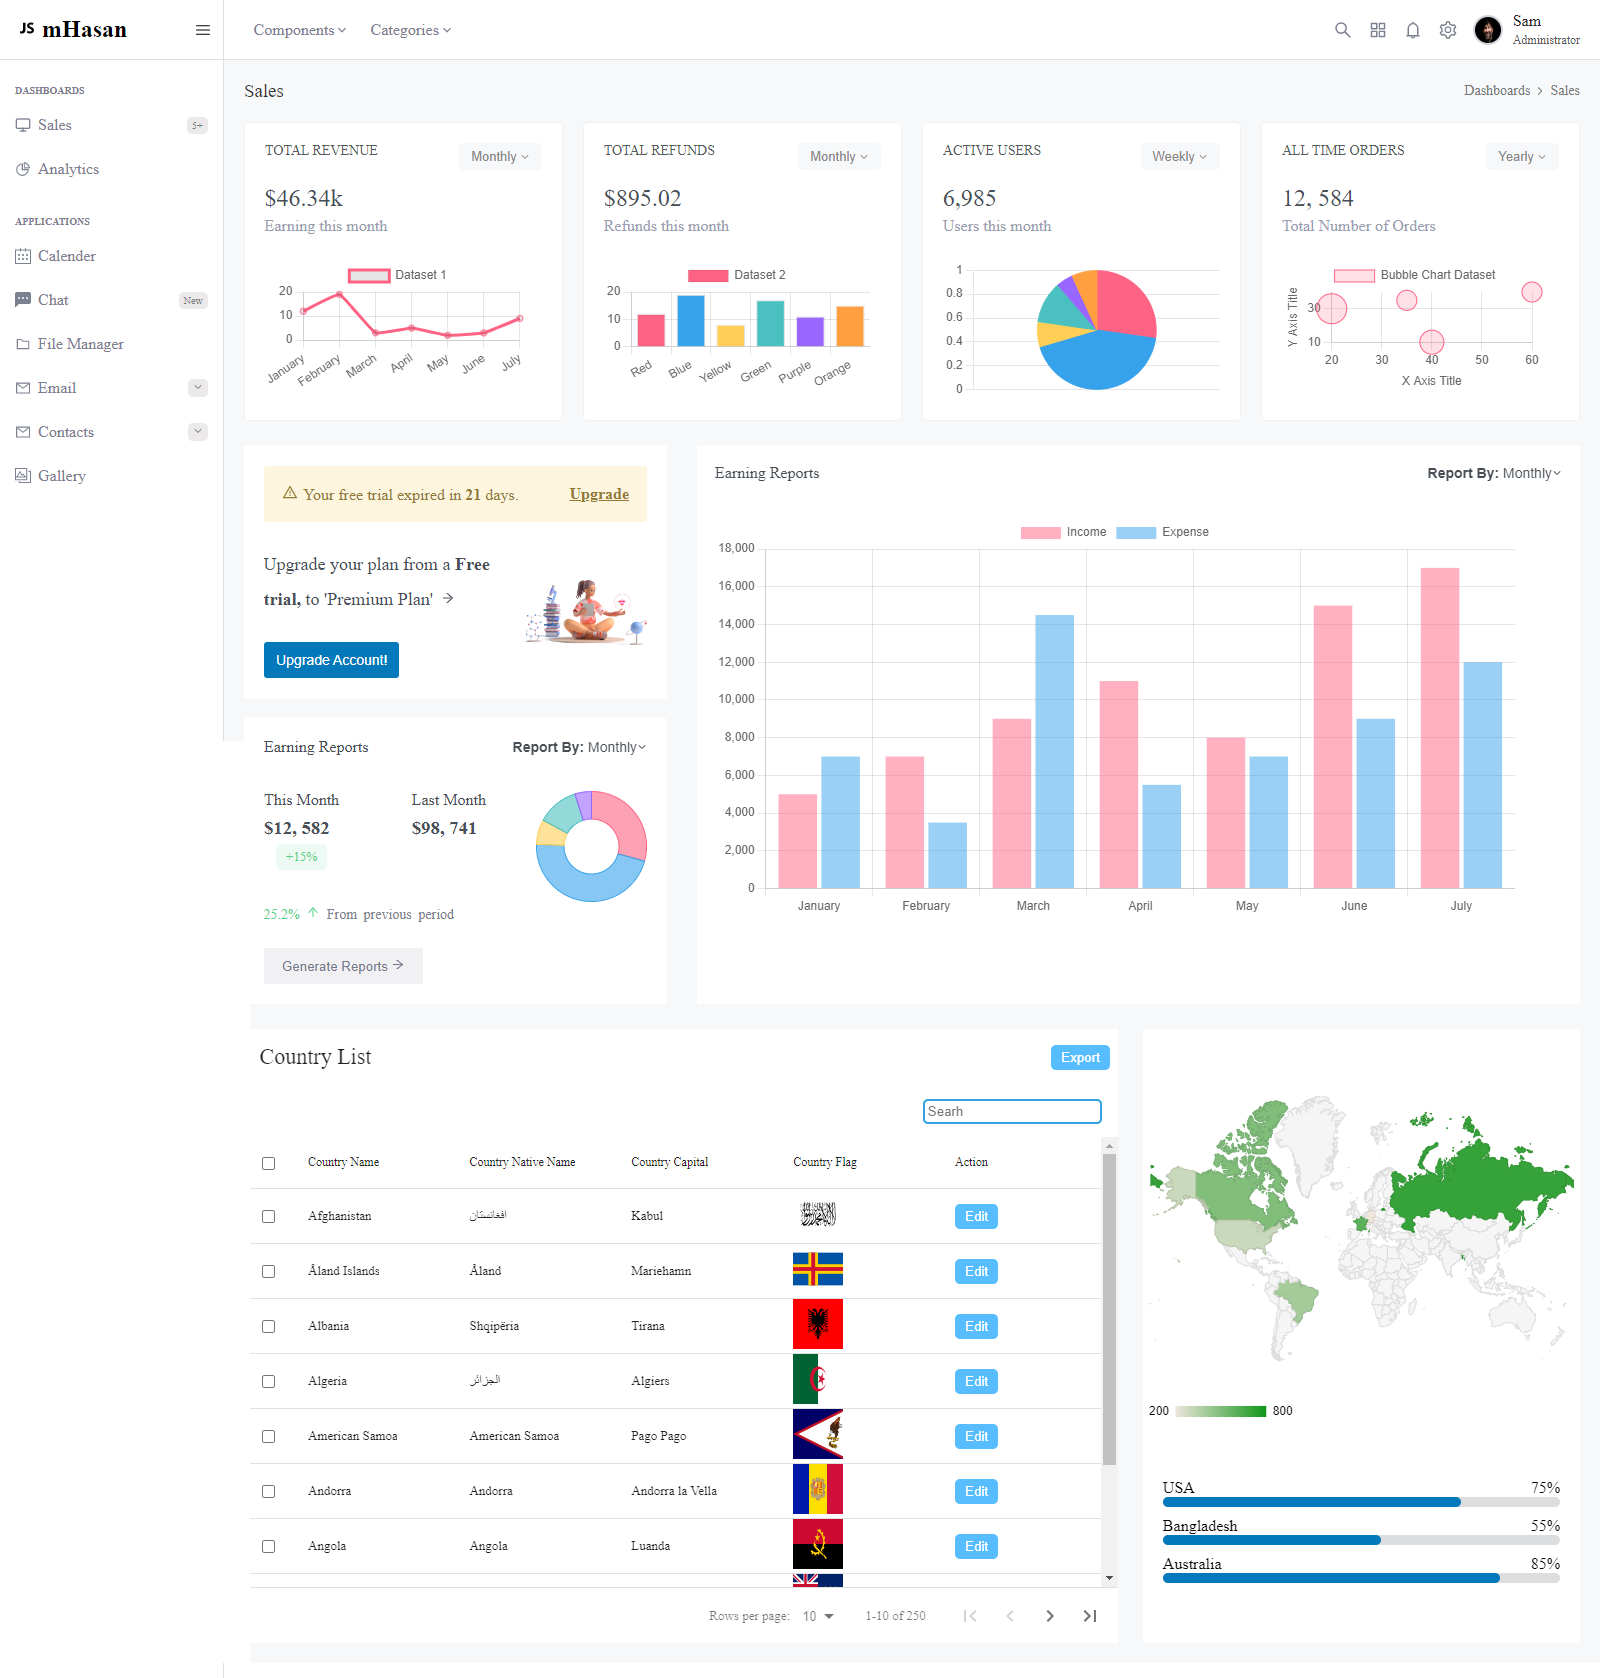 JS mHasan
Components
Categories
Sam
Administrator
DASHBOARDS
Sales
5+
Analytics
APPLICATIONS
Calender
Chat
New
File Manager
Email
Contacts
Gallery
Sales
Dashboards > Sales
TOTAL REVENUE
Monthly
$46.34k
Earning this month
Dataset 1
20
10
0
January
February
March
April
May
June
July
TOTAL REFUNDS
Monthly
$895.02
Refunds this month
Dataset 2
20
10
0
Red
Blue
Yellow
Green
Purple
Orange
ACTIVE USERS
Weekly
6,985
Users this month
1
0.8
0.6
0.4
0.2
0
ALL TIME ORDERS
Yearly
12, 584
Total Number of Orders
Bubble Chart Dataset
Y Axis Title
30
10
20
30
40
50
60
X Axis Title
Your free trial expired in 21 days.
Upgrade
Upgrade your plan from a Free
trial, to 'Premium Plan' →
Upgrade Account!
Earning Reports
Report By: Monthly
This Month
Last Month
$12, 582
$98, 741
+15%
25.2% ↑ From previous period
Generate Reports →
Earning Reports
Report By: Monthly
Income
Expense
18,000
16,000
14,000
12,000
10,000
8,000
6,000
4,000
2,000
0
January
February
March
April
May
June
July
Country List
Export
Searh
Country Name
Country Native Name
Country Capital
Country Flag
Action
Afghanistan
افغانستان
Kabul
Edit
Åland Islands
Åland
Mariehamn
Edit
Albania
Shqipëria
Tirana
Edit
Algeria
الجزائر
Algiers
Edit
American Samoa
American Samoa
Pago Pago
Edit
Andorra
Andorra
Andorra la Vella
Edit
Angola
Angola
Luanda
Edit
Rows per page:
10
1-10 of 250
200
800
USA
75%
Bangladesh
55%
Australia
85%